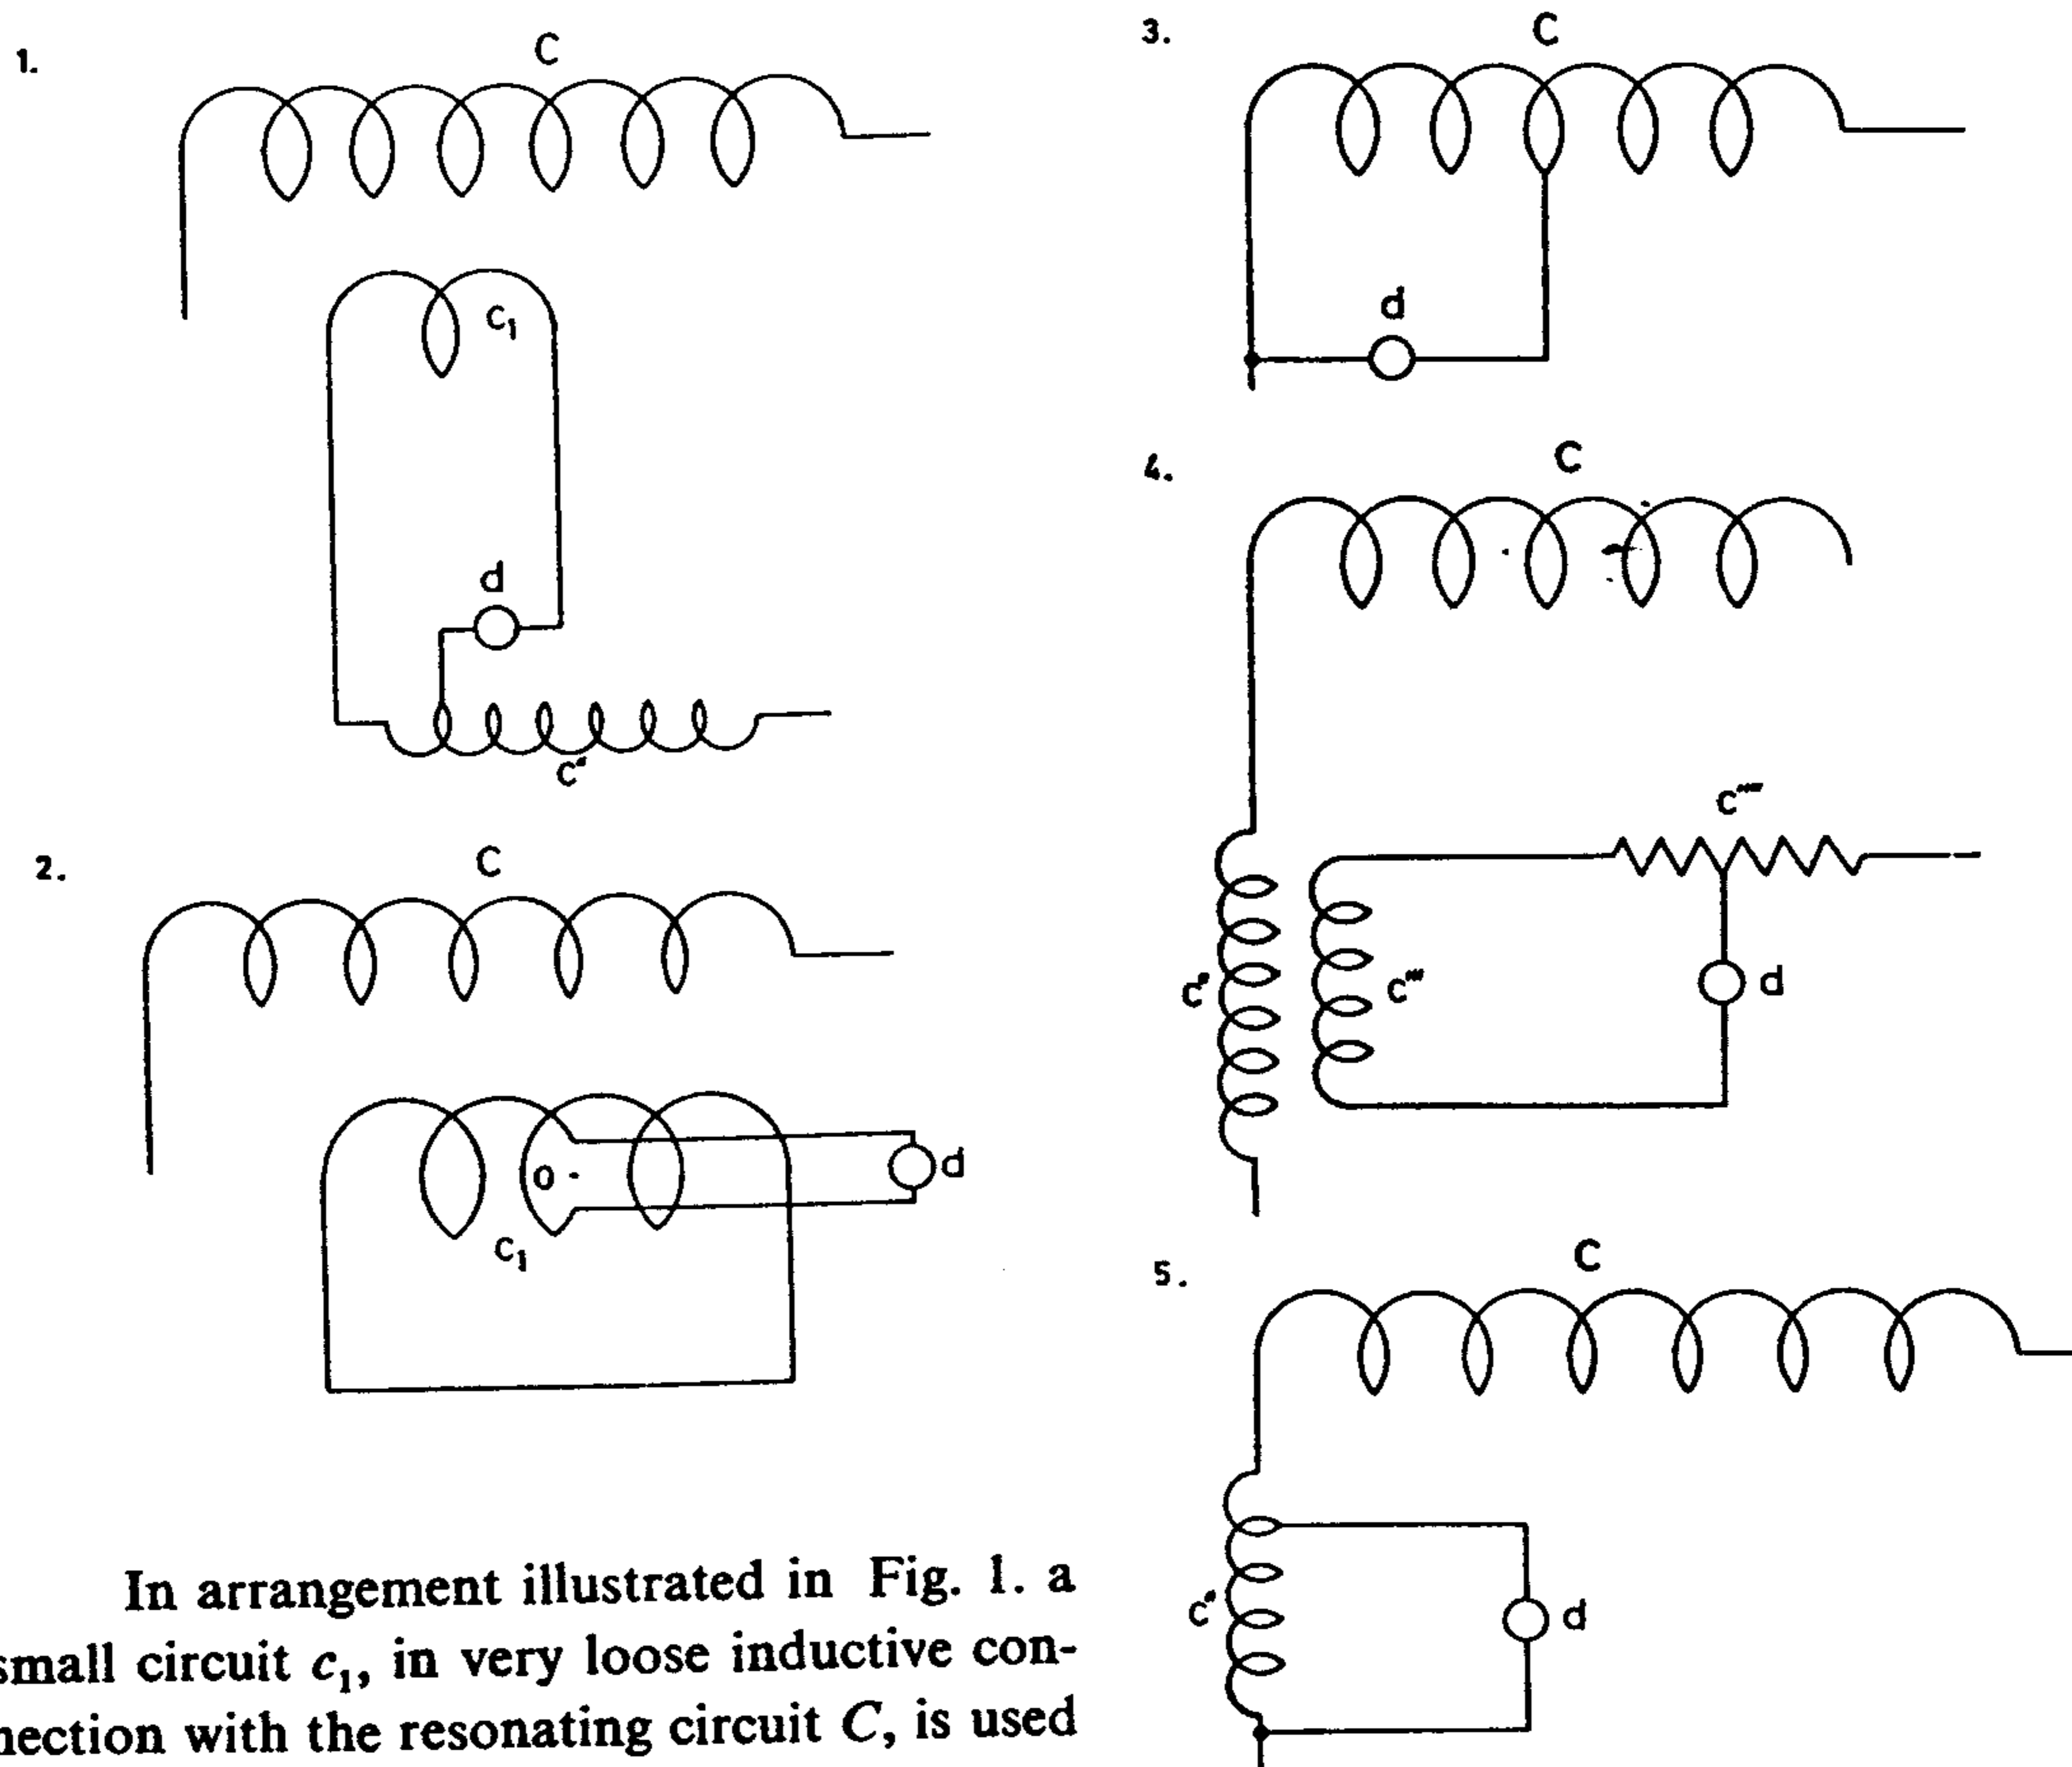 1.
C
c₁
d
c"
2.
C
o
d
c₁
In arrangement illustrated in Fig. 1. a
small circuit c₁, in very loose inductive con-
nection with the resonating circuit C, is used
3.
C
d
4.
C
c""
c"
c'''
d
5.
C
c"
d